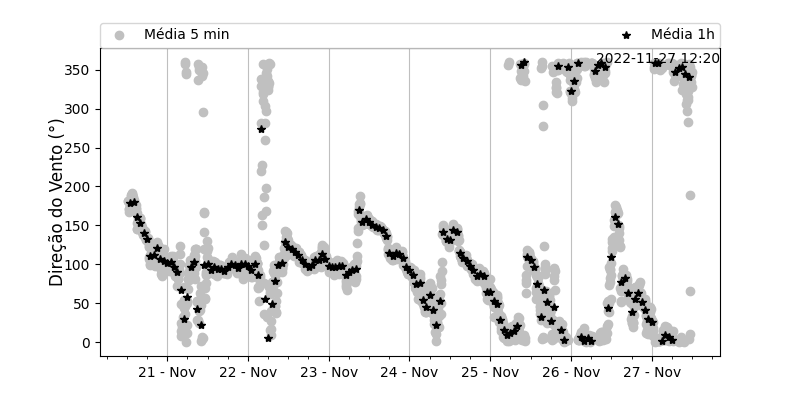 Média 5 min
Média 1h
2022-11-27 12:20
Direção do Vento (°)
350
300
250
200
150
100
50
0
21 - Nov
22 - Nov
23 - Nov
24 - Nov
25 - Nov
26 - Nov
27 - Nov